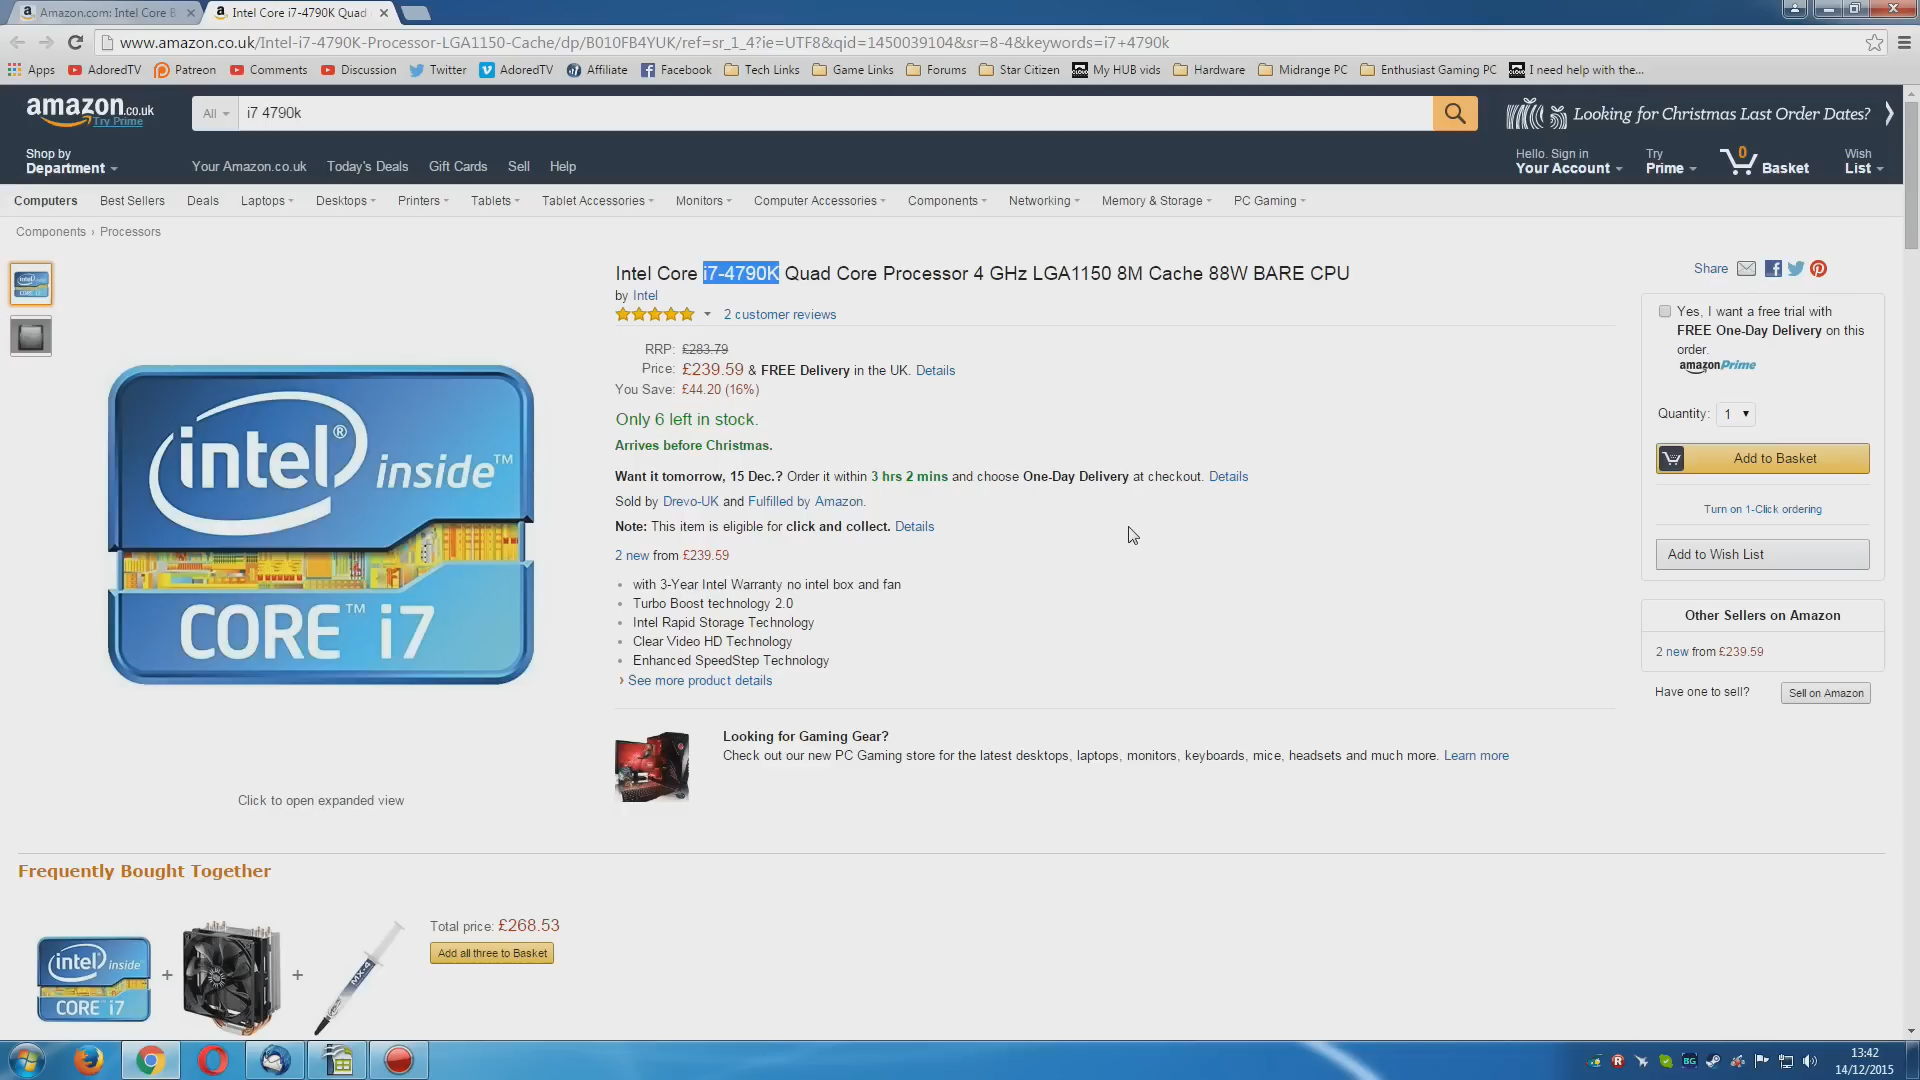 Amazon.com: Intel Core B
Intel Core i7-4790K Quad
www.amazon.co.uk/Intel-i7-4790K-Processor-LGA1150-Cache/dp/B010FB4YUK/ref=sr_1_4?ie=UTF8&qid=1450039104&sr=8-4&keywords=i7+4790k
Apps AdoredTV Patreon Comments Discussion Twitter AdoredTV Affiliate Facebook Tech Links Game Links Forums Star Citizen My HUB vids Hardware Midrange PC Enthusiast Gaming PC I need help with the...
amazon.co.uk
Try Prime
All
i7 4790k
Looking for Christmas Last Order Dates?
Shop by
Department
Your Amazon.co.uk Today's Deals Gift Cards Sell Help
Hello. Sign in
Your Account
Try
Prime
0
Basket
Wish
List
Computers Best Sellers Deals Laptops Desktops Printers Tablets Tablet Accessories Monitors Computer Accessories Components Networking Memory & Storage PC Gaming
Components › Processors
Intel Core i7-4790K Quad Core Processor 4 GHz LGA1150 8M Cache 88W BARE CPU
by Intel
2 customer reviews
RRP: £283.79
Price: £239.59 & FREE Delivery in the UK. Details
You Save: £44.20 (16%)
Only 6 left in stock.
Arrives before Christmas.
Want it tomorrow, 15 Dec.? Order it within 3 hrs 2 mins and choose One-Day Delivery at checkout. Details
Sold by Drevo-UK and Fulfilled by Amazon.
Note: This item is eligible for click and collect. Details
2 new from £239.59
with 3-Year Intel Warranty no intel box and fan
Turbo Boost technology 2.0
Intel Rapid Storage Technology
Clear Video HD Technology
Enhanced SpeedStep Technology
› See more product details
intel® inside™
CORE™ i7
Click to open expanded view
Looking for Gaming Gear?
Check out our new PC Gaming store for the latest desktops, laptops, monitors, keyboards, mice, headsets and much more. Learn more
Share
Yes, I want a free trial with
FREE One-Day Delivery on this
order.
amazonPrime
Quantity: 1
Add to Basket
Turn on 1-Click ordering
Add to Wish List
Other Sellers on Amazon
2 new from £239.59
Have one to sell?
Sell on Amazon
Frequently Bought Together
intel inside
CORE i7
+
+
MX-4
Total price: £268.53
Add all three to Basket
13:42
14/12/2015